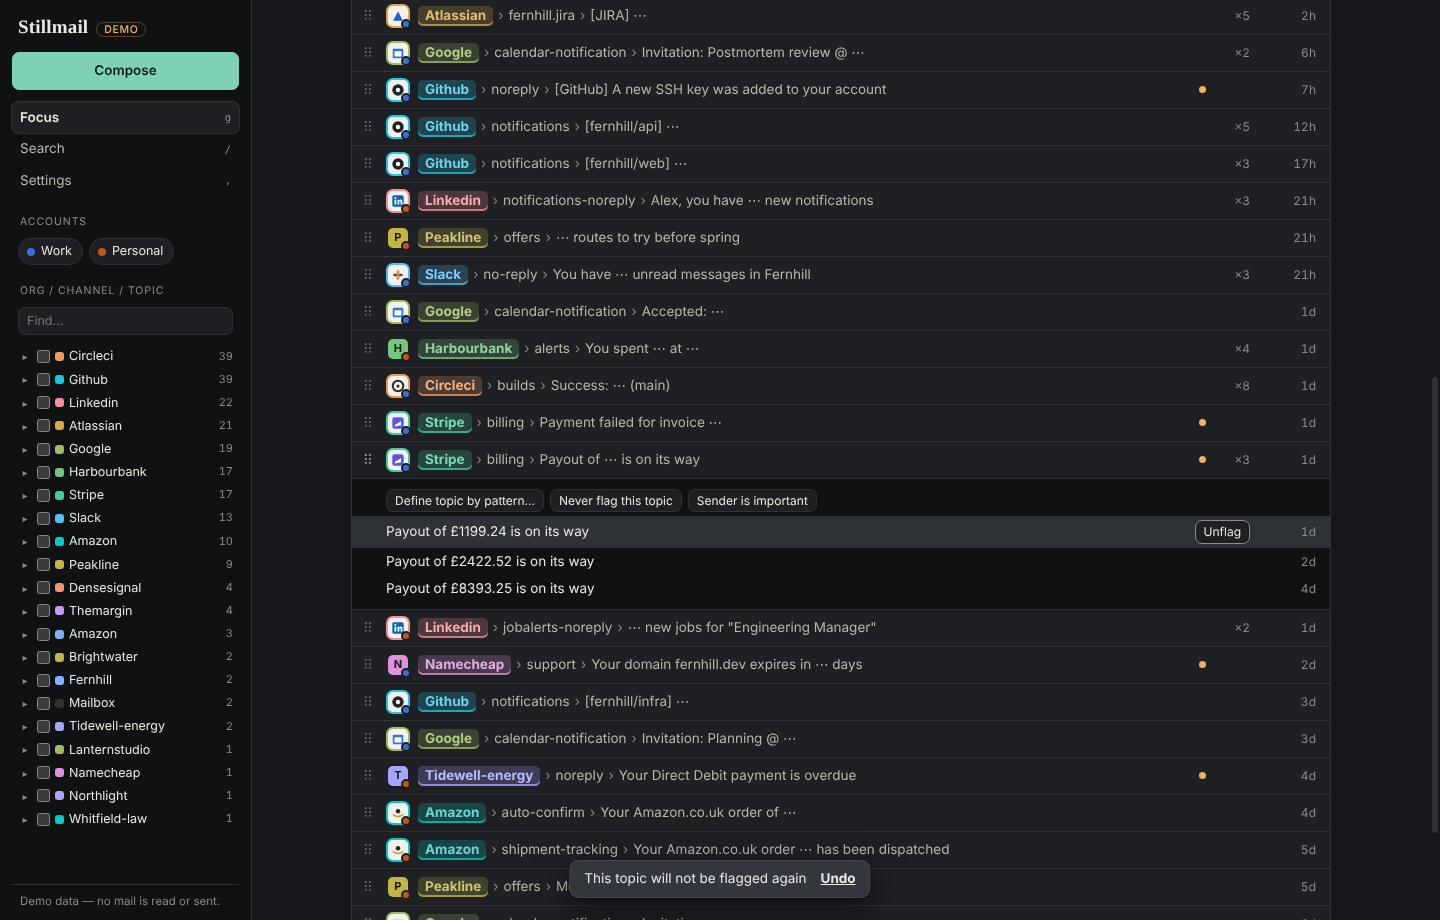 Stillmail DEMO
Compose
Focus g
Search /
Settings ,
ACCOUNTS
Work Personal
ORG / CHANNEL / TOPIC
Find...
Circleci 39
Github 39
Linkedin 22
Atlassian 21
Google 19
Harbourbank 17
Stripe 17
Slack 13
Amazon 10
Peakline 9
Densesignal 4
Themargin 4
Amazon 3
Brightwater 2
Fernhill 2
Mailbox 2
Tidewell-energy 2
Lanternstudio 1
Namecheap 1
Northlight 1
Whitfield-law 1
Demo data — no mail is read or sent.
Atlassian › fernhill.jira › [JIRA] ··· ×5 2h
Google › calendar-notification › Invitation: Postmortem review @ ··· ×2 6h
Github › noreply › [GitHub] A new SSH key was added to your account 7h
Github › notifications › [fernhill/api] ··· ×5 12h
Github › notifications › [fernhill/web] ··· ×3 17h
Linkedin › notifications-noreply › Alex, you have ··· new notifications ×3 21h
P Peakline › offers › ··· routes to try before spring 21h
Slack › no-reply › You have ··· unread messages in Fernhill ×3 21h
Google › calendar-notification › Accepted: ··· 1d
H Harbourbank › alerts › You spent ··· at ··· ×4 1d
Circleci › builds › Success: ··· (main) ×8 1d
Stripe › billing › Payment failed for invoice ··· 1d
Stripe › billing › Payout of ··· is on its way ×3 1d
Define topic by pattern... Never flag this topic Sender is important
Payout of £1199.24 is on its way Unflag 1d
Payout of £2422.52 is on its way 2d
Payout of £8393.25 is on its way 4d
Linkedin › jobalerts-noreply › ··· new jobs for "Engineering Manager" ×2 1d
N Namecheap › support › Your domain fernhill.dev expires in ··· days 2d
Github › notifications › [fernhill/infra] ··· 3d
Google › calendar-notification › Invitation: Planning @ ··· 3d
T Tidewell-energy › noreply › Your Direct Debit payment is overdue 4d
Amazon › auto-confirm › Your Amazon.co.uk order of ··· 4d
Amazon › shipment-tracking › Your Amazon.co.uk order ··· has been dispatched 5d
P Peakline › offers › 5d
This topic will not be flagged again Undo